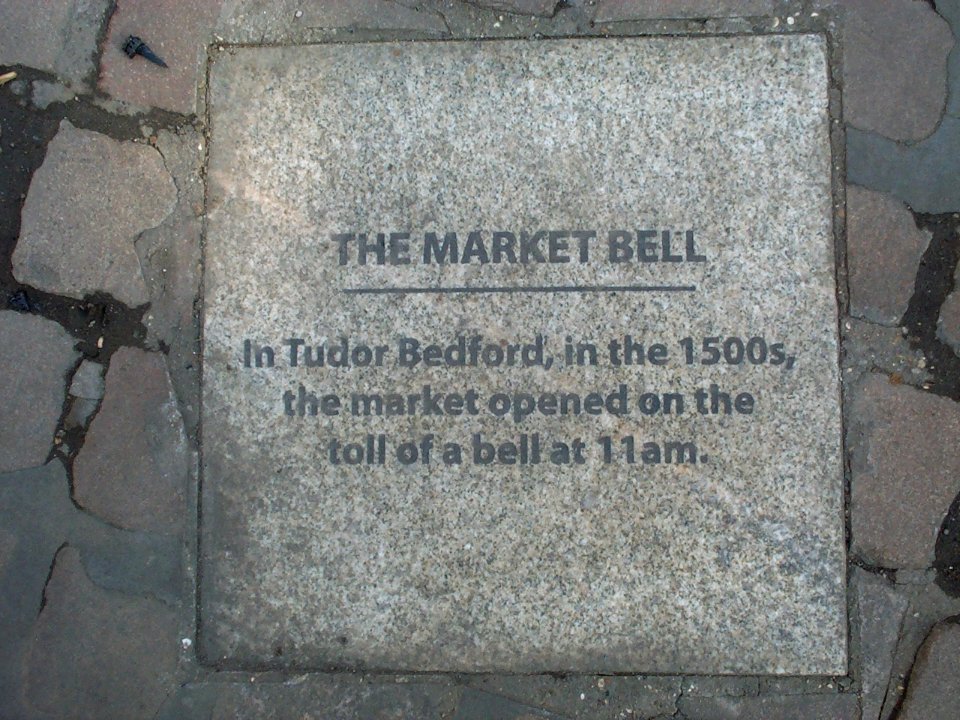 THE MARKET BELL
In Tudor Bedford, in the 1500s,
the market opened on the
toll of a bell at 11am.